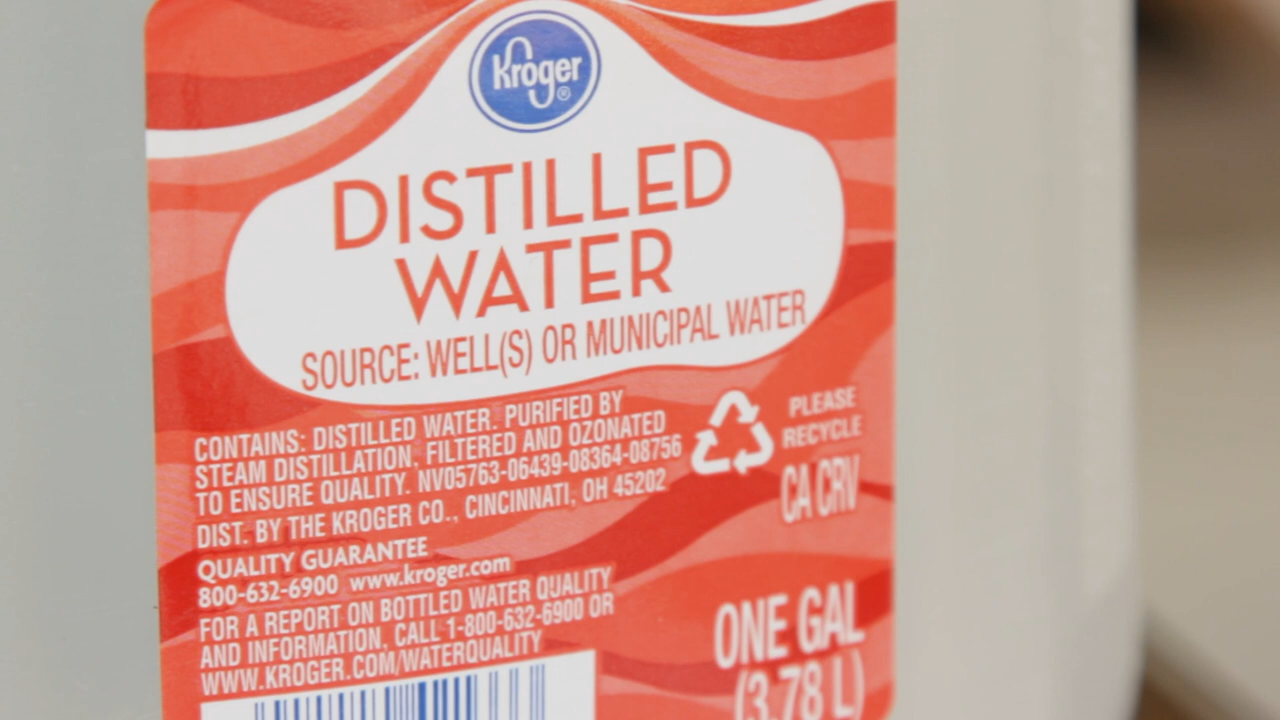 Kroger®
DISTILLED
WATER
SOURCE: WELL(S) OR MUNICIPAL WATER
CONTAINS: DISTILLED WATER. PURIFIED BY
STEAM DISTILLATION, FILTERED AND OZONATED
TO ENSURE QUALITY. NV05763-06439-08364-08756
DIST. BY THE KROGER CO., CINCINNATI, OH 45202
QUALITY GUARANTEE
800-632-6900 www.kroger.com
FOR A REPORT ON BOTTLED WATER QUALITY
AND INFORMATION, CALL 1-800-632-6900 OR
WWW.KROGER.COM/WATERQUALITY
PLEASE
RECYCLE
CA CRV
ONE GAL
(3.78 L)